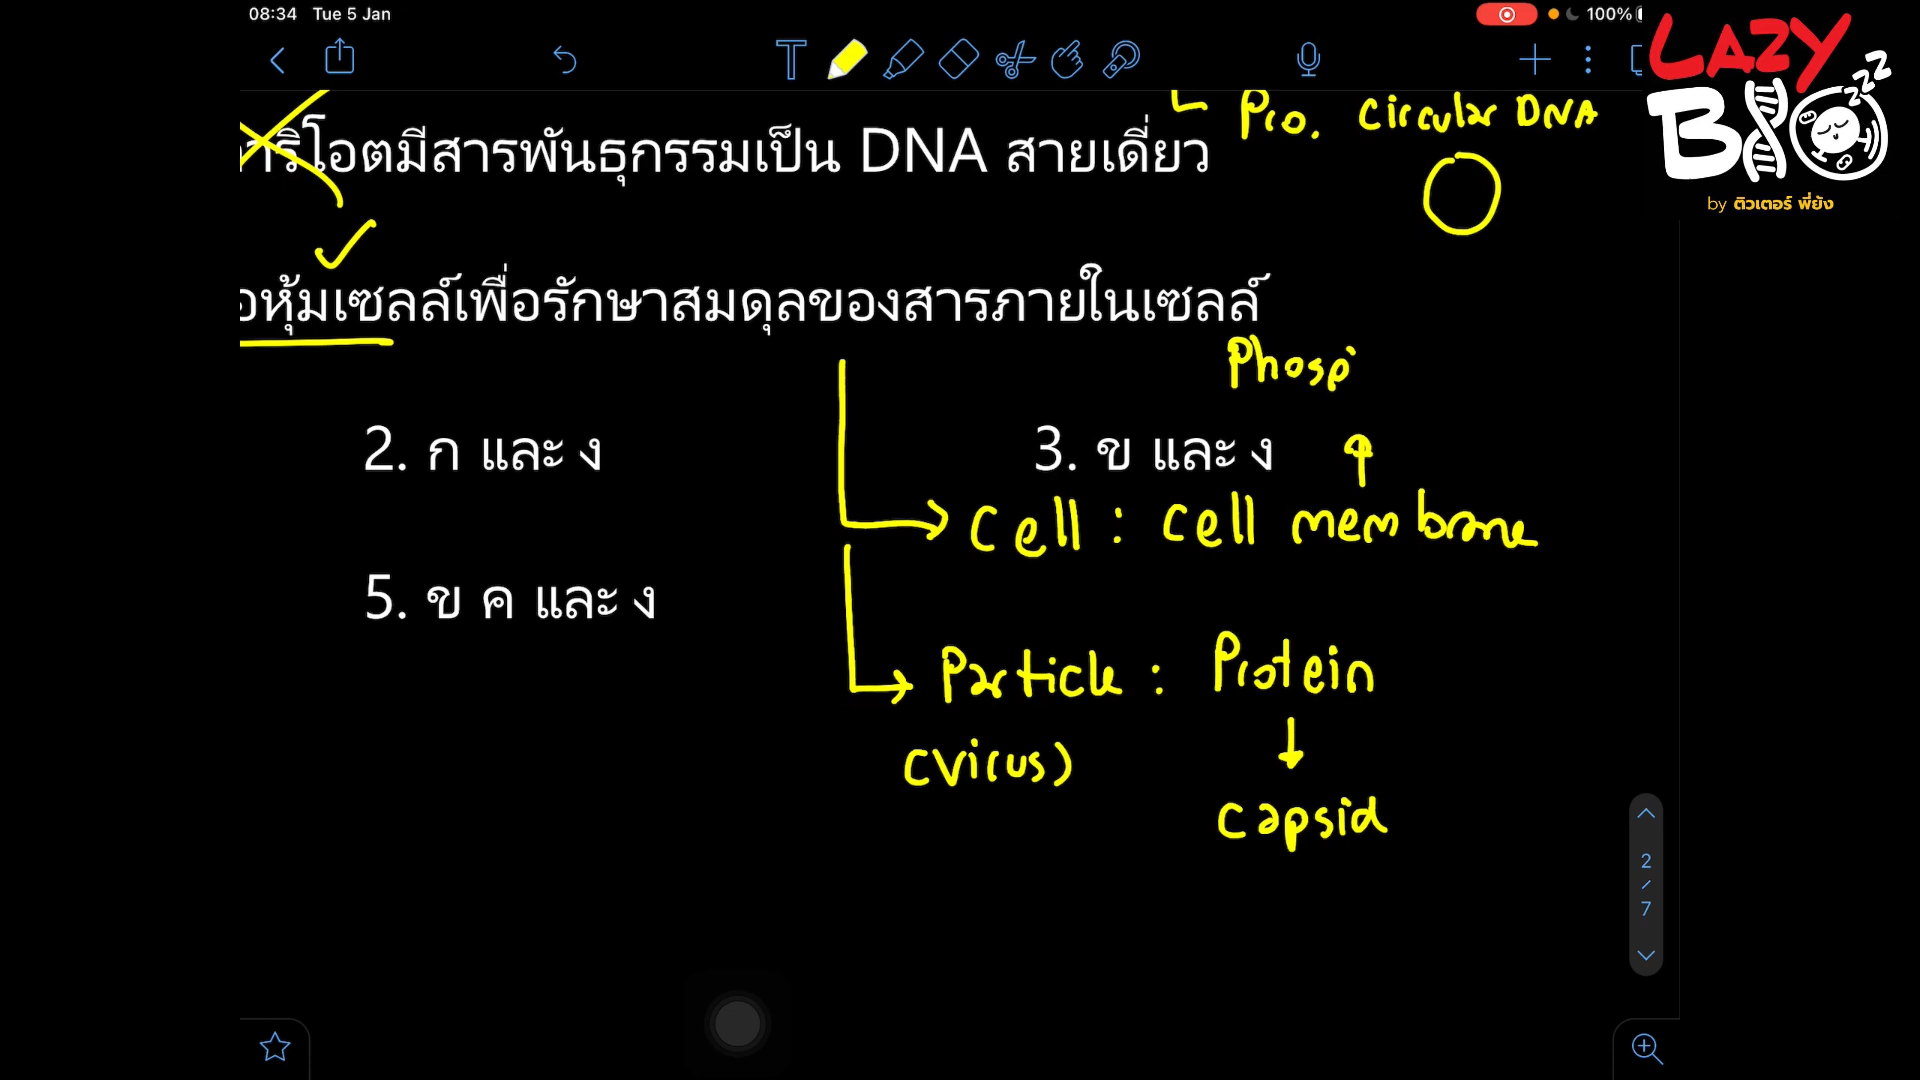 08:34 Tue 5 Jan
100%
LAZY
BIO zzz
by ติวเตอร์ พี่ยัง
Pro. Circular DNA
าริโอตมีสารพันธุกรรมเป็น DNA สายเดี่ยว
อหุ้มเซลล์เพื่อรักษาสมดุลของสารภายในเซลล์
Phosp
2. ก และ ง
3. ข และ ง
Cell : Cell membrane
5. ข ค และ ง
Particle : Protein
(Virus)
Capsid
2
/
7